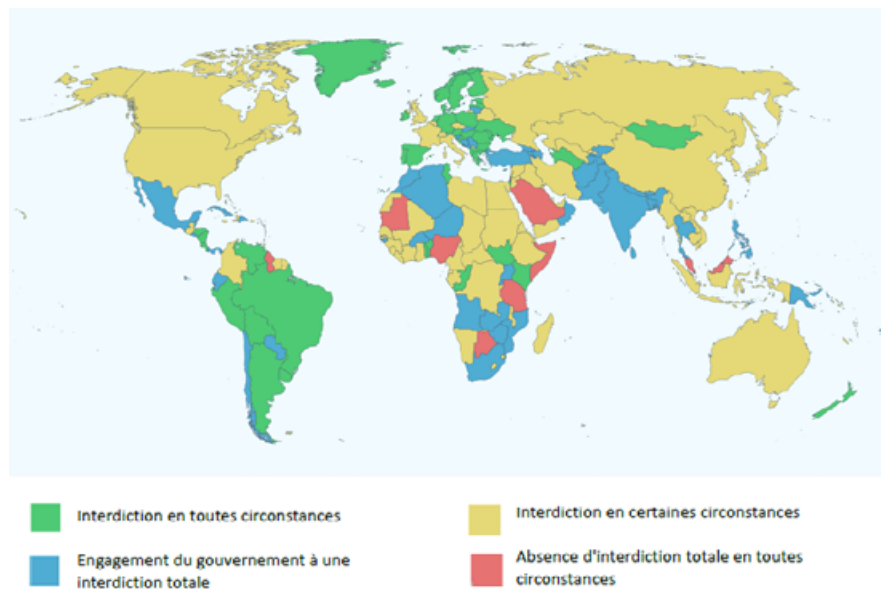 Interdiction en toutes circonstances
Interdiction en certaines circonstances
Engagement du gouvernement à une
interdiction totale
Absence d'interdiction totale en toutes
circonstances